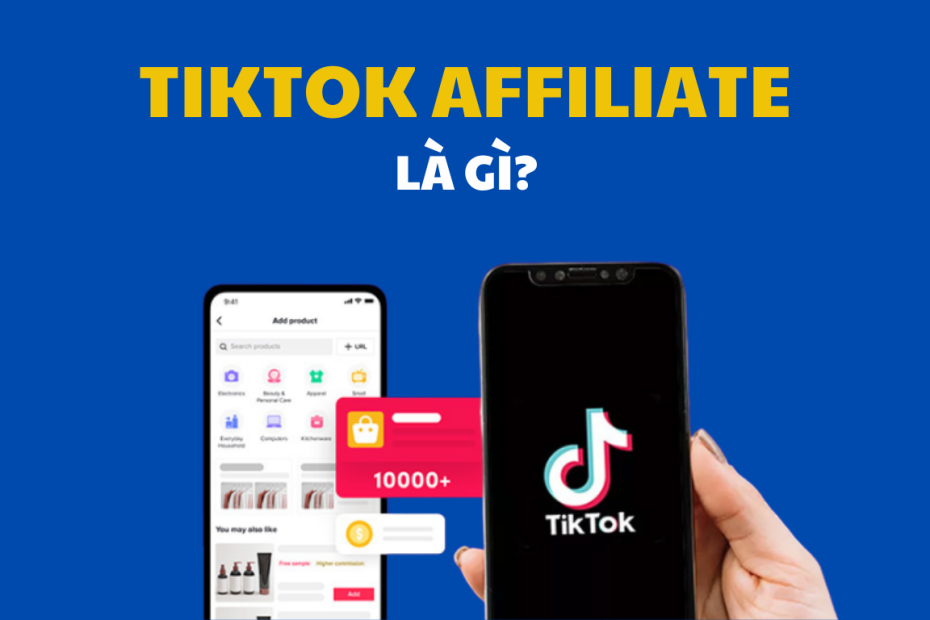 TIKTOK AFFILIATE
LÀ GÌ?
9:41
Add product
Search products
+ URL
Electronics
Beauty & Personal Care
Apparel
Small
Everyday Household
Computers
Kitchenware
10000+
You may also like
Free sample
Higher commission
Add
TikTok